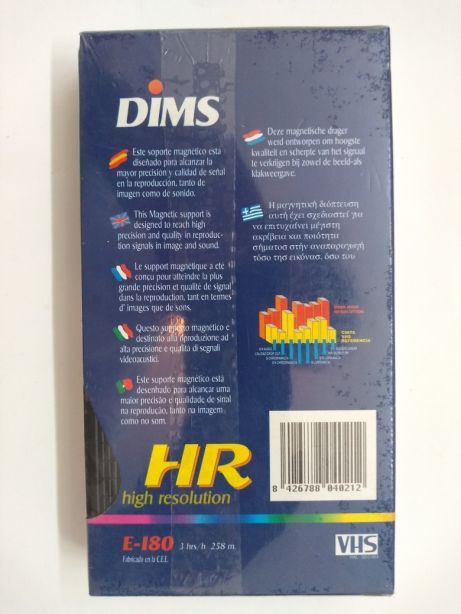 DIMS
Este soporte magnético está
diseñado para alcanzar la
mayor precisión y calidad de señal
en la reproducción, tanto de
imagen como de sonido.
This Magnetic support is
designed to reach high
precision and quality in reproduc-
tion signals in image and sound.
Le support magnetique a eté
conçu pour atteindre la plus
grande precision et qualite de signal
dans la reproduction, tant en termes
d' images que de sons.
Questo supporto magnetico e
destinato alla riproduzione ad
alta precisione e qualità di segnali
videoacustici.
Este suporte magnético está
desenhado para alcançar uma
maior precisão e qualidade de sinal
na reprodução, tanto na imagem
como no som.
Deze magnetische drager
werd ontworpen om hoogste
kwaliteit en scherpte van het signaal
te verkrijgen bij zowel de beeld-als
klakweergave.
Η μαγνητική διόπτευση
αυτή έχει σχεδιαστεί για
να επιτυχαίνει μέγιστη
ακρίβεια και ποιότητα
σήματοσ στήν αναπαραγωγή
τόσο τησ εικόνασ, όσο του
CINTA
REFERENCIA
HR
high resolution
8 426788 040212
E-180 3 hrs/h 258 m.
Fabricado en la C.E.E.
VHS